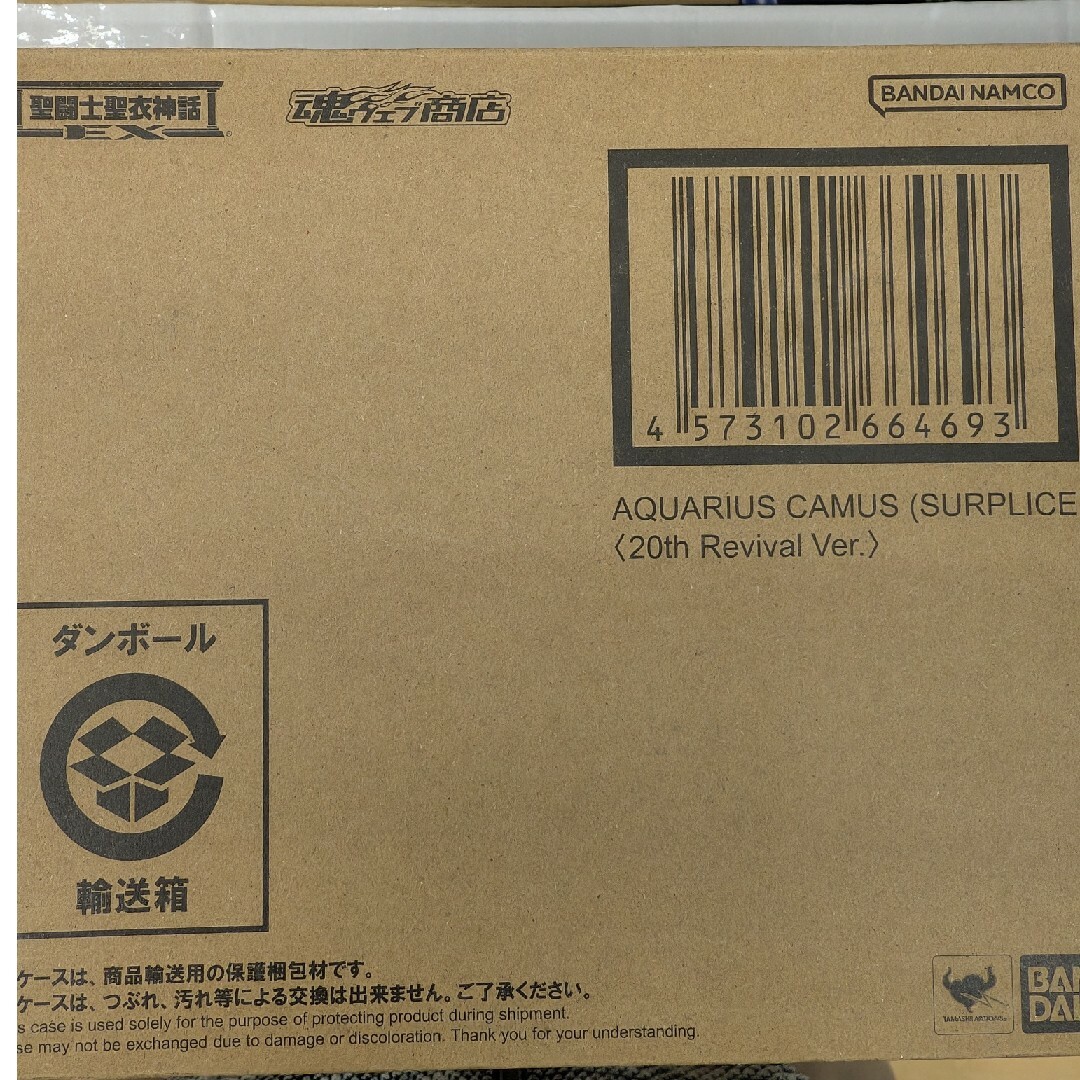 聖闘士聖衣神話
EX
魂ウェブ商店
BANDAI NAMCO
4 573102 664693
AQUARIUS CAMUS (SURPLICE
〈20th Revival Ver.〉
ダンボール
輸送箱
ケースは、商品輸送用の保護梱包材です。
ケースは、つぶれ、汚れ等による交換は出来ません。ご了承ください。
s case is used solely for the purpose of protecting product during shipment.
se may not be exchanged due to damage or discoloration. Thank you for your understanding.
TAMASHII NATIONS
BAN
DAI